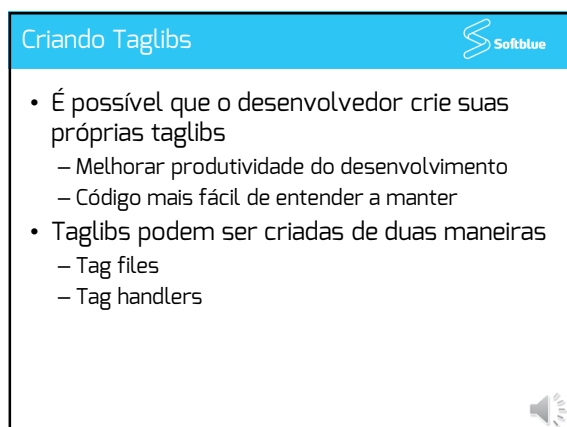 Criando Taglibs
Softblue
• É possível que o desenvolvedor crie suas
próprias taglibs
– Melhorar produtividade do desenvolvimento
– Código mais fácil de entender a manter
• Taglibs podem ser criadas de duas maneiras
– Tag files
– Tag handlers